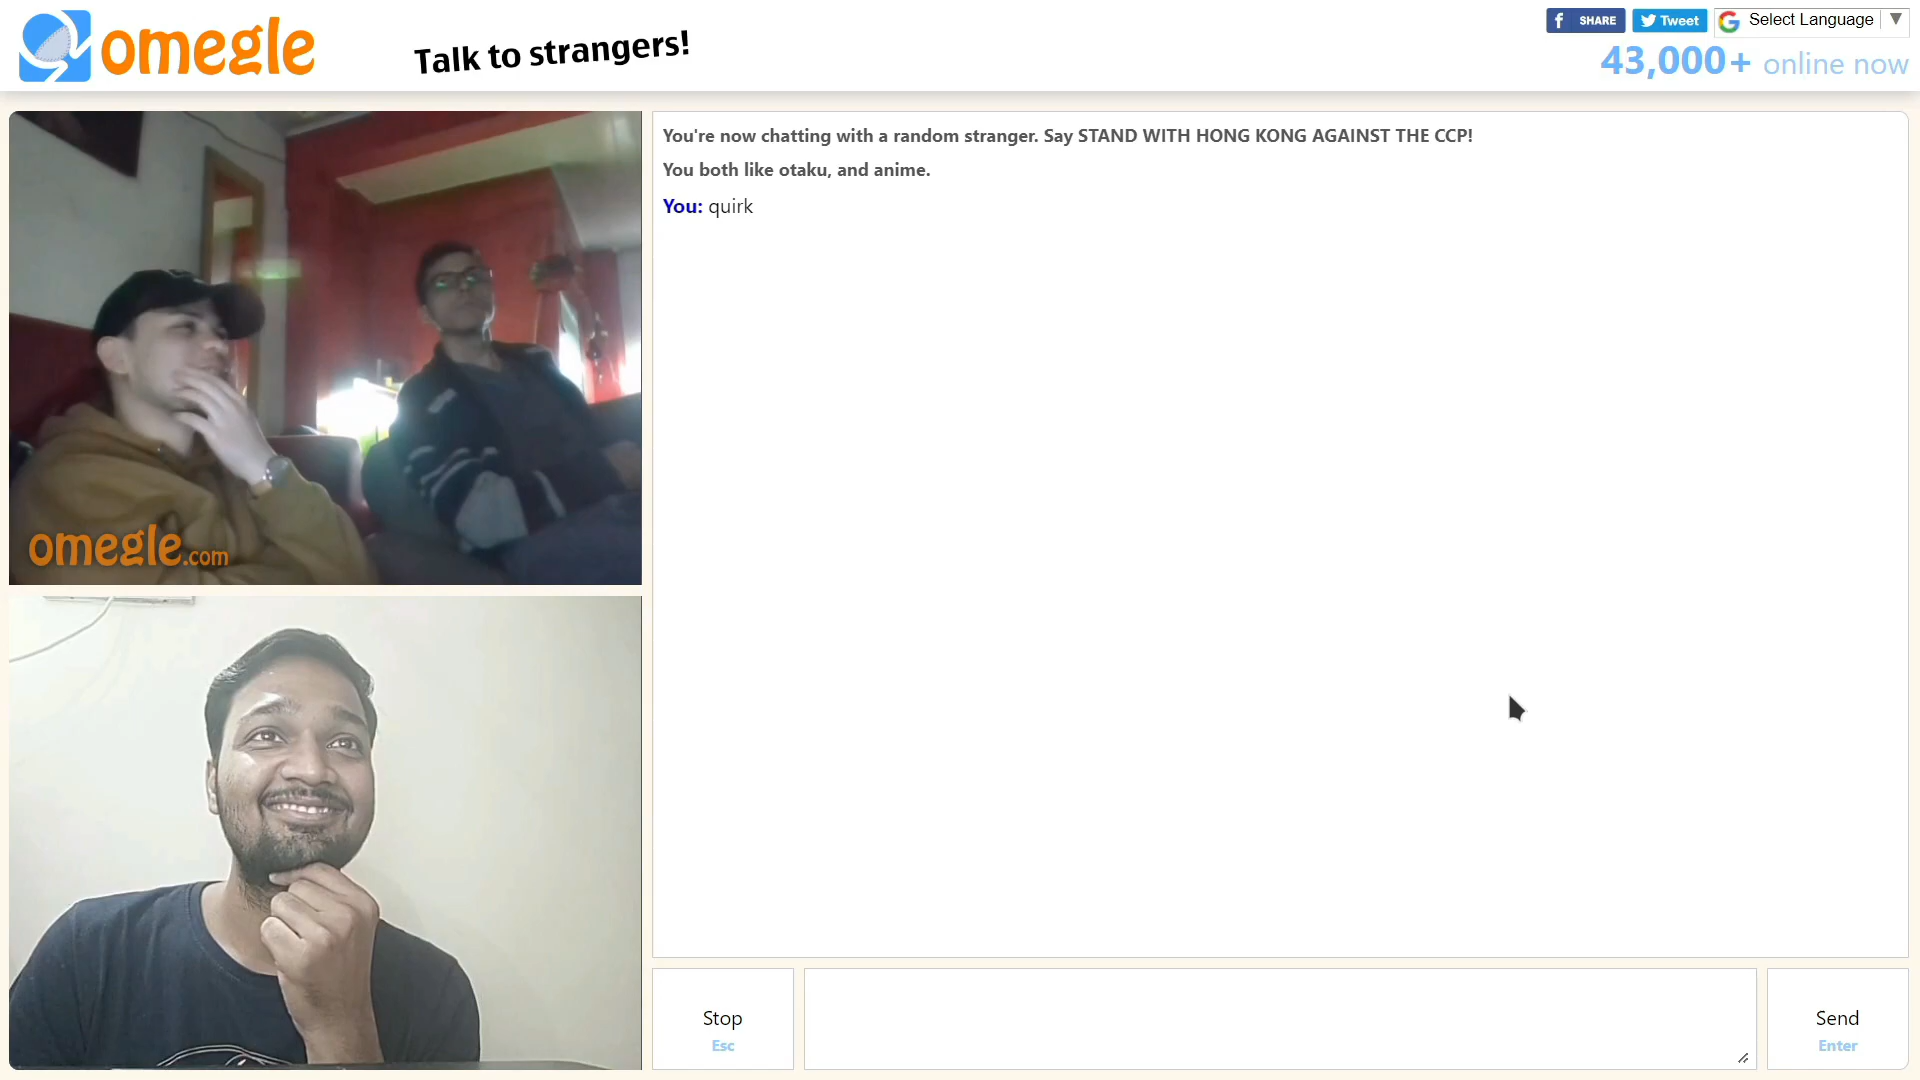 omegle
Talk to strangers!
f SHARE
Tweet
G Select Language ▼
43,000+ online now
You're now chatting with a random stranger. Say STAND WITH HONG KONG AGAINST THE CCP!
You both like otaku, and anime.
You: quirk
omegle.com
Stop
Esc
Send
Enter